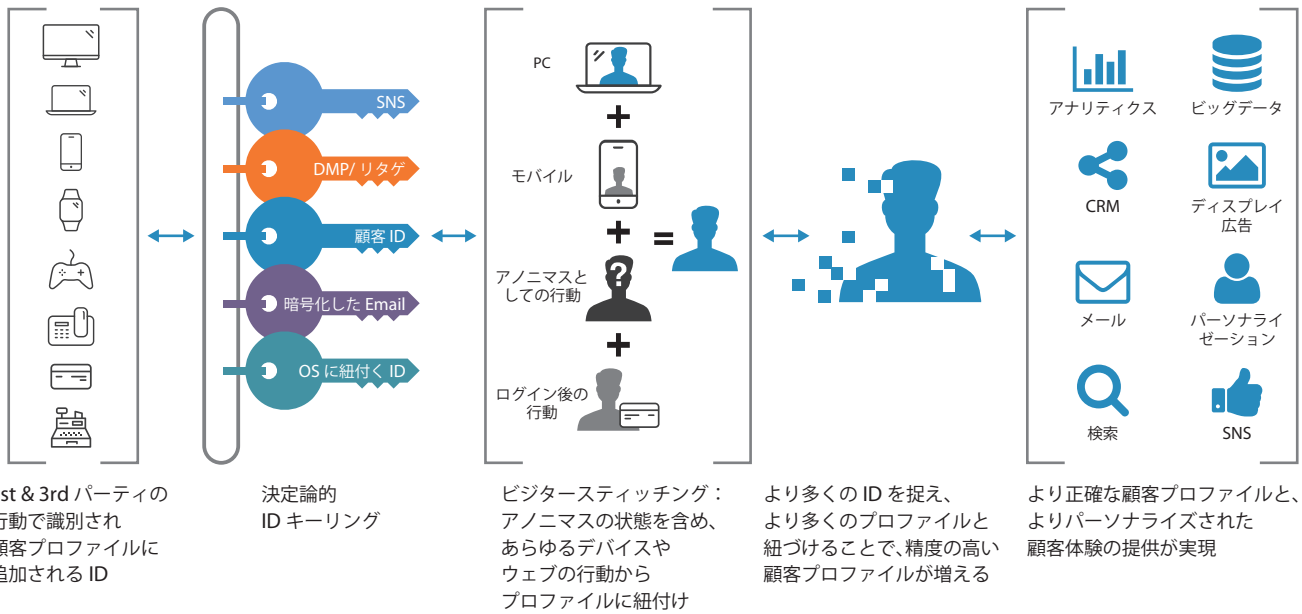 SNS
DMP/ リタゲ
顧客 ID
暗号化した Email
OS に紐付く ID
PC
モバイル
アノニマスと
しての行動
?
ログイン後の
行動
アナリティクス
ビッグデータ
CRM
ディスプレイ
広告
メール
パーソナライ
ゼーション
検索
SNS
st & 3rd パーティの
行動で識別され
顧客プロファイルに
追加される ID
決定論的
ID キーリング
ビジタースティッチング：
アノニマスの状態を含め、
あらゆるデバイスや
ウェブの行動から
プロファイルに紐付け
より多くの ID を捉え、
より多くのプロファイルと
紐づけることで、精度の高い
顧客プロファイルが増える
より正確な顧客プロファイルと、
よりパーソナライズされた
顧客体験の提供が実現